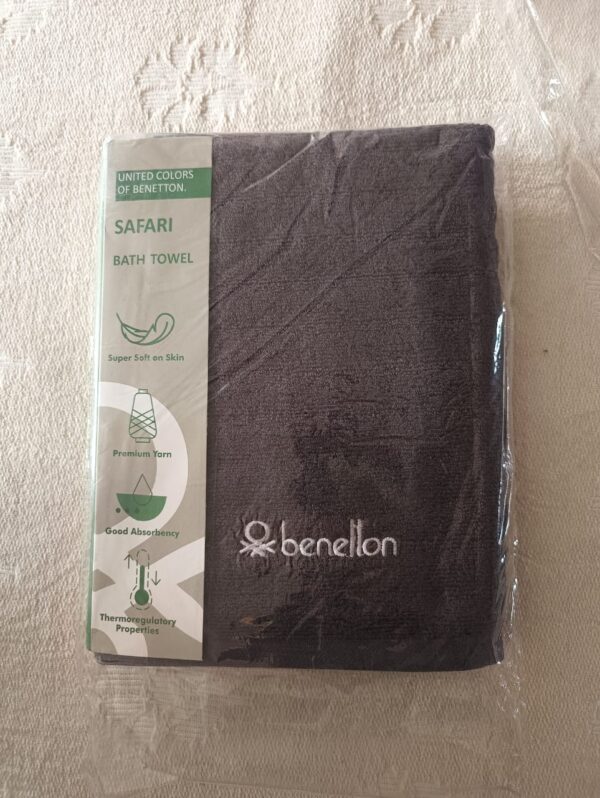 UNITED COLORS
OF BENETTON.
SAFARI
BATH TOWEL
Super Soft on Skin
Premium Yarn
Good Absorbency
Thermoregulatory
Properties
benetton